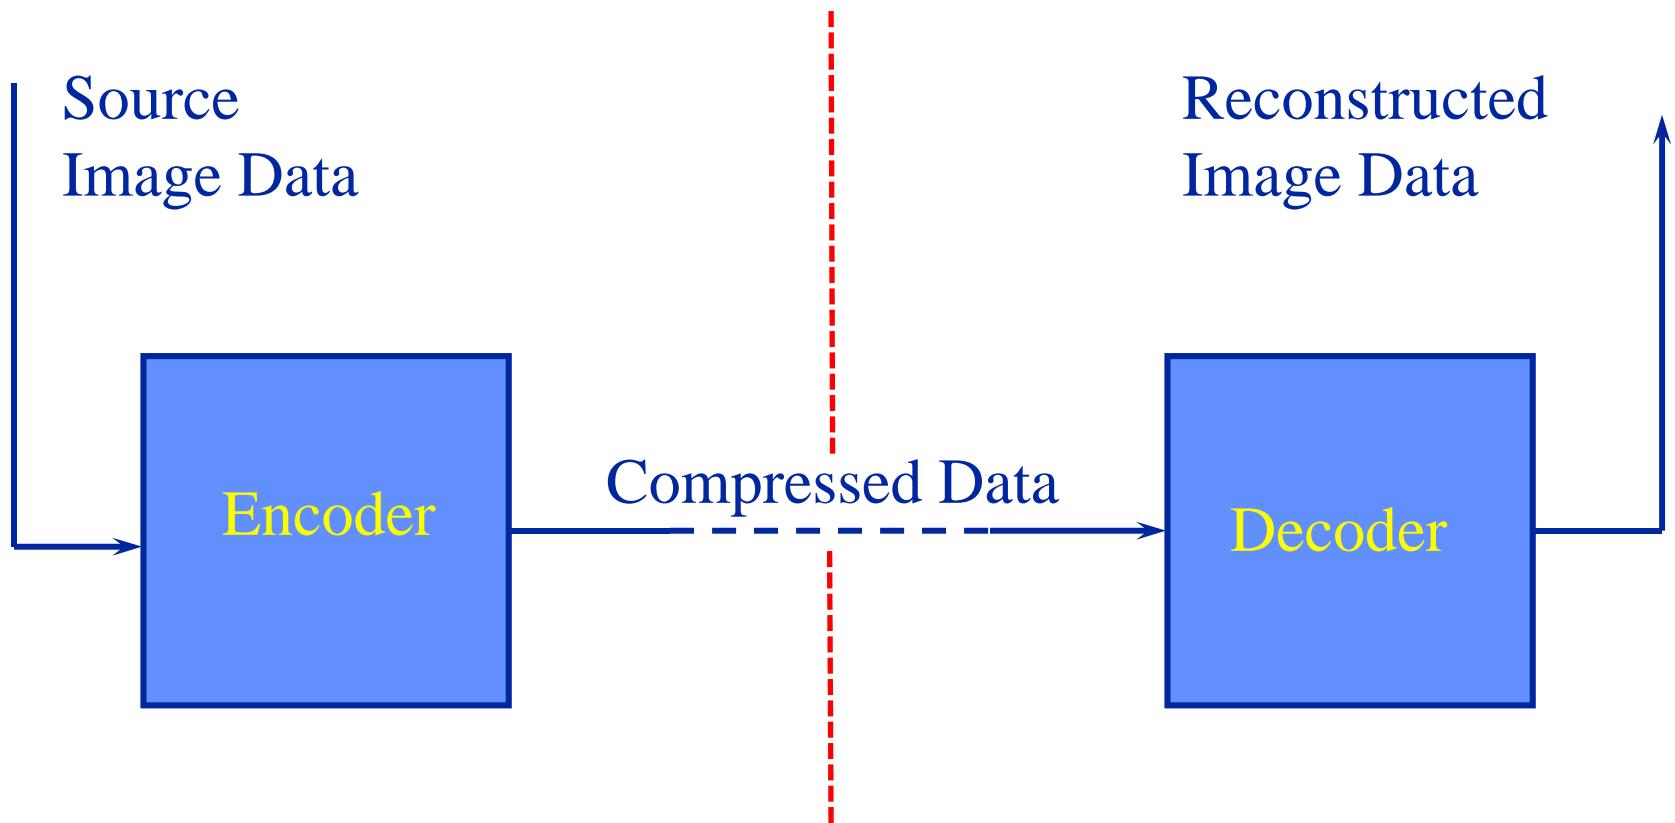 Source
Image Data
Reconstructed
Image Data
Compressed Data
Encoder
Decoder